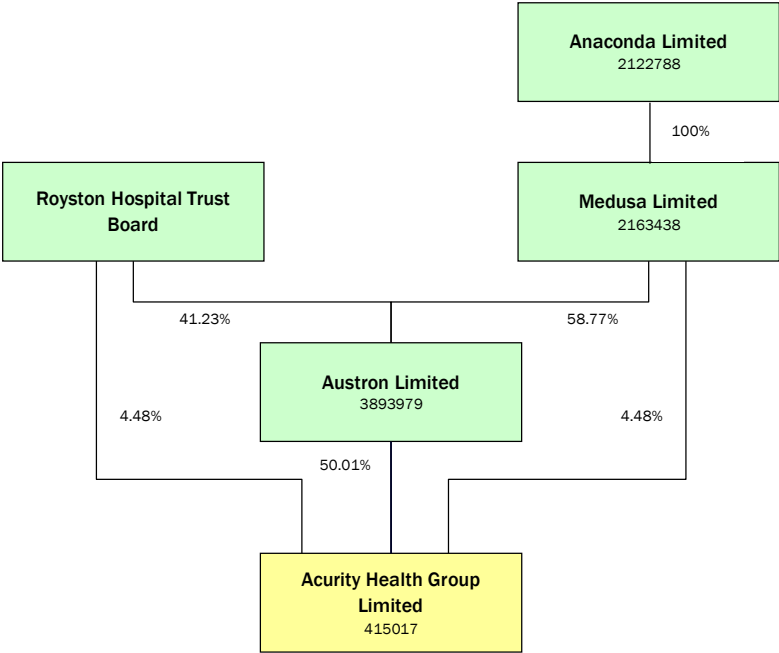 Anaconda Limited
2122788
100%
Royston Hospital Trust
Board
Medusa Limited
2163438
41.23%
58.77%
Austron Limited
3893979
4.48%
4.48%
50.01%
Acurity Health Group
Limited
415017